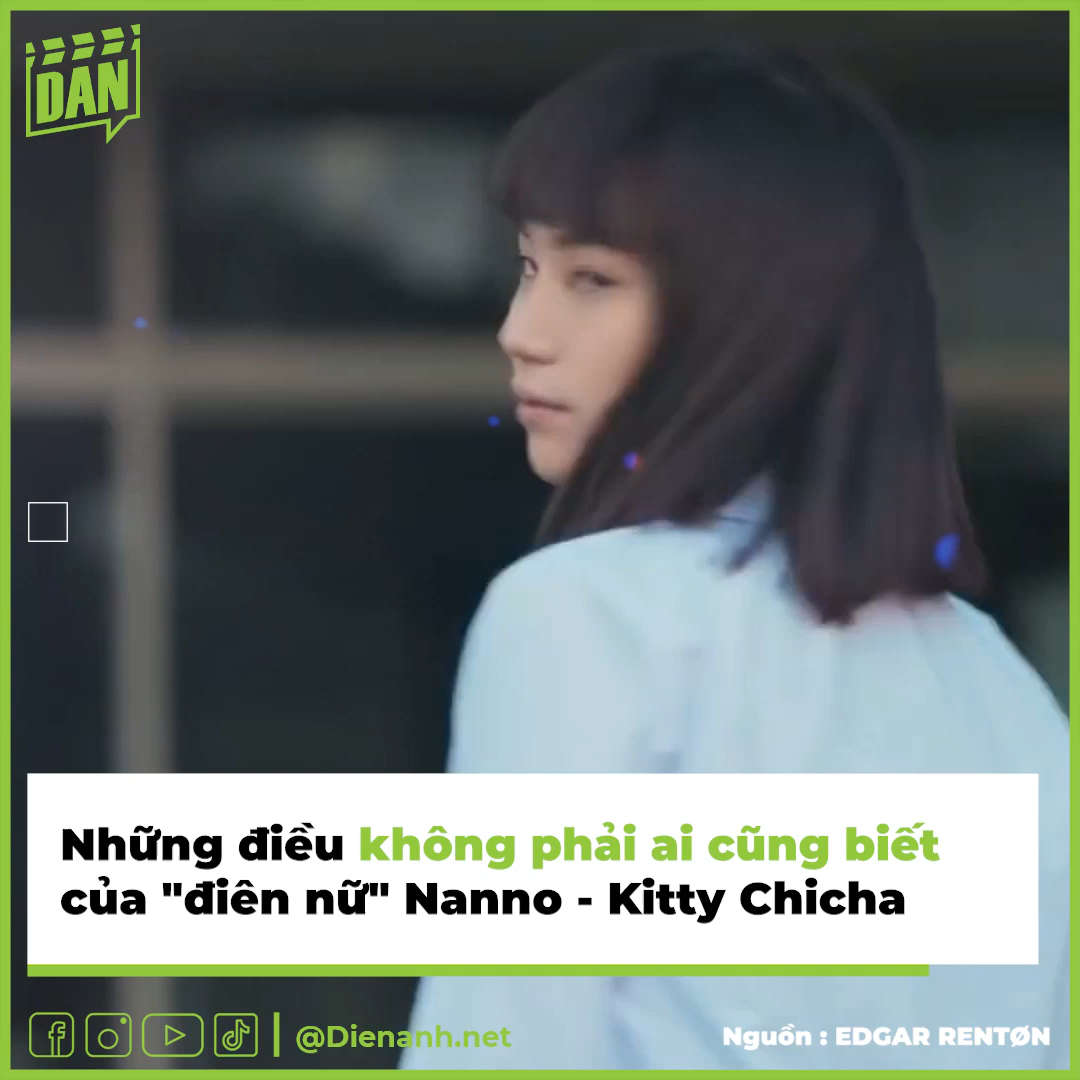 DAN
Những điều không phải ai cũng biết
của "điên nữ" Nanno - Kitty Chicha
@Dienanh.net
Nguồn : EDGAR RENTØN